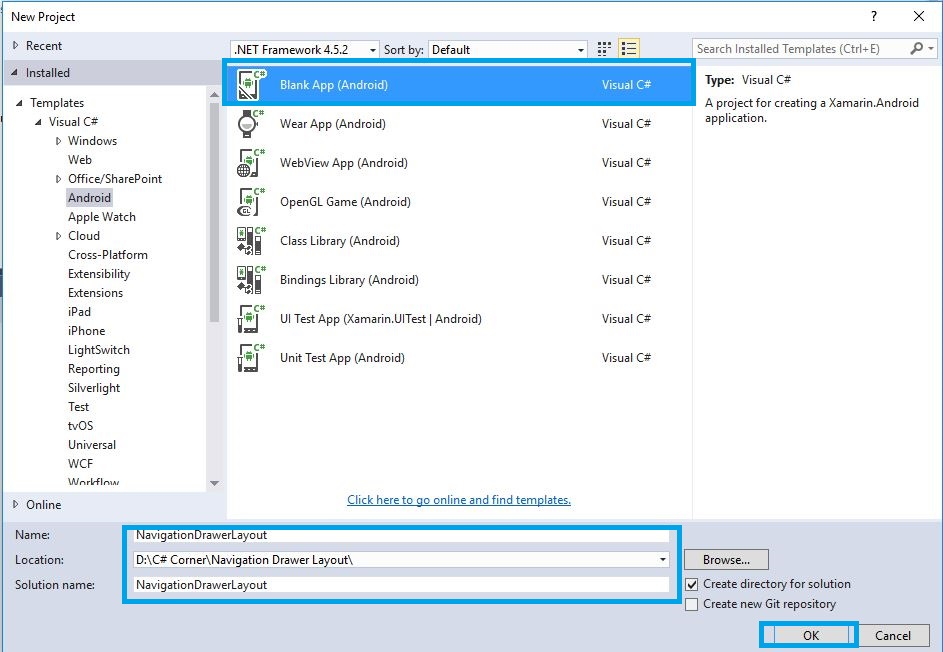 New Project
?
Recent
.NET Framework 4.5.2 Sort by: Default
Search Installed Templates (Ctrl+E)
Installed
Templates
Visual C#
Windows
Web
Office/SharePoint
Android
Apple Watch
Cloud
Cross-Platform
Extensibility
Extensions
iPad
iPhone
LightSwitch
Reporting
Silverlight
Test
tvOS
Universal
WCF
Workflow
Online
C# Blank App (Android) Visual C#
C# Wear App (Android) Visual C#
C# WebView App (Android) Visual C#
C# GL OpenGL Game (Android) Visual C#
C# Class Library (Android) Visual C#
C# Bindings Library (Android) Visual C#
C# UI Test App (Xamarin.UITest | Android) Visual C#
C# Unit Test App (Android) Visual C#
Click here to go online and find templates.
Type: Visual C#
A project for creating a Xamarin.Android
application.
Name: NavigationDrawerLayout
Location: D:\C# Corner\Navigation Drawer Layout\ Browse...
Solution name: NavigationDrawerLayout
Create directory for solution
Create new Git repository
OK Cancel